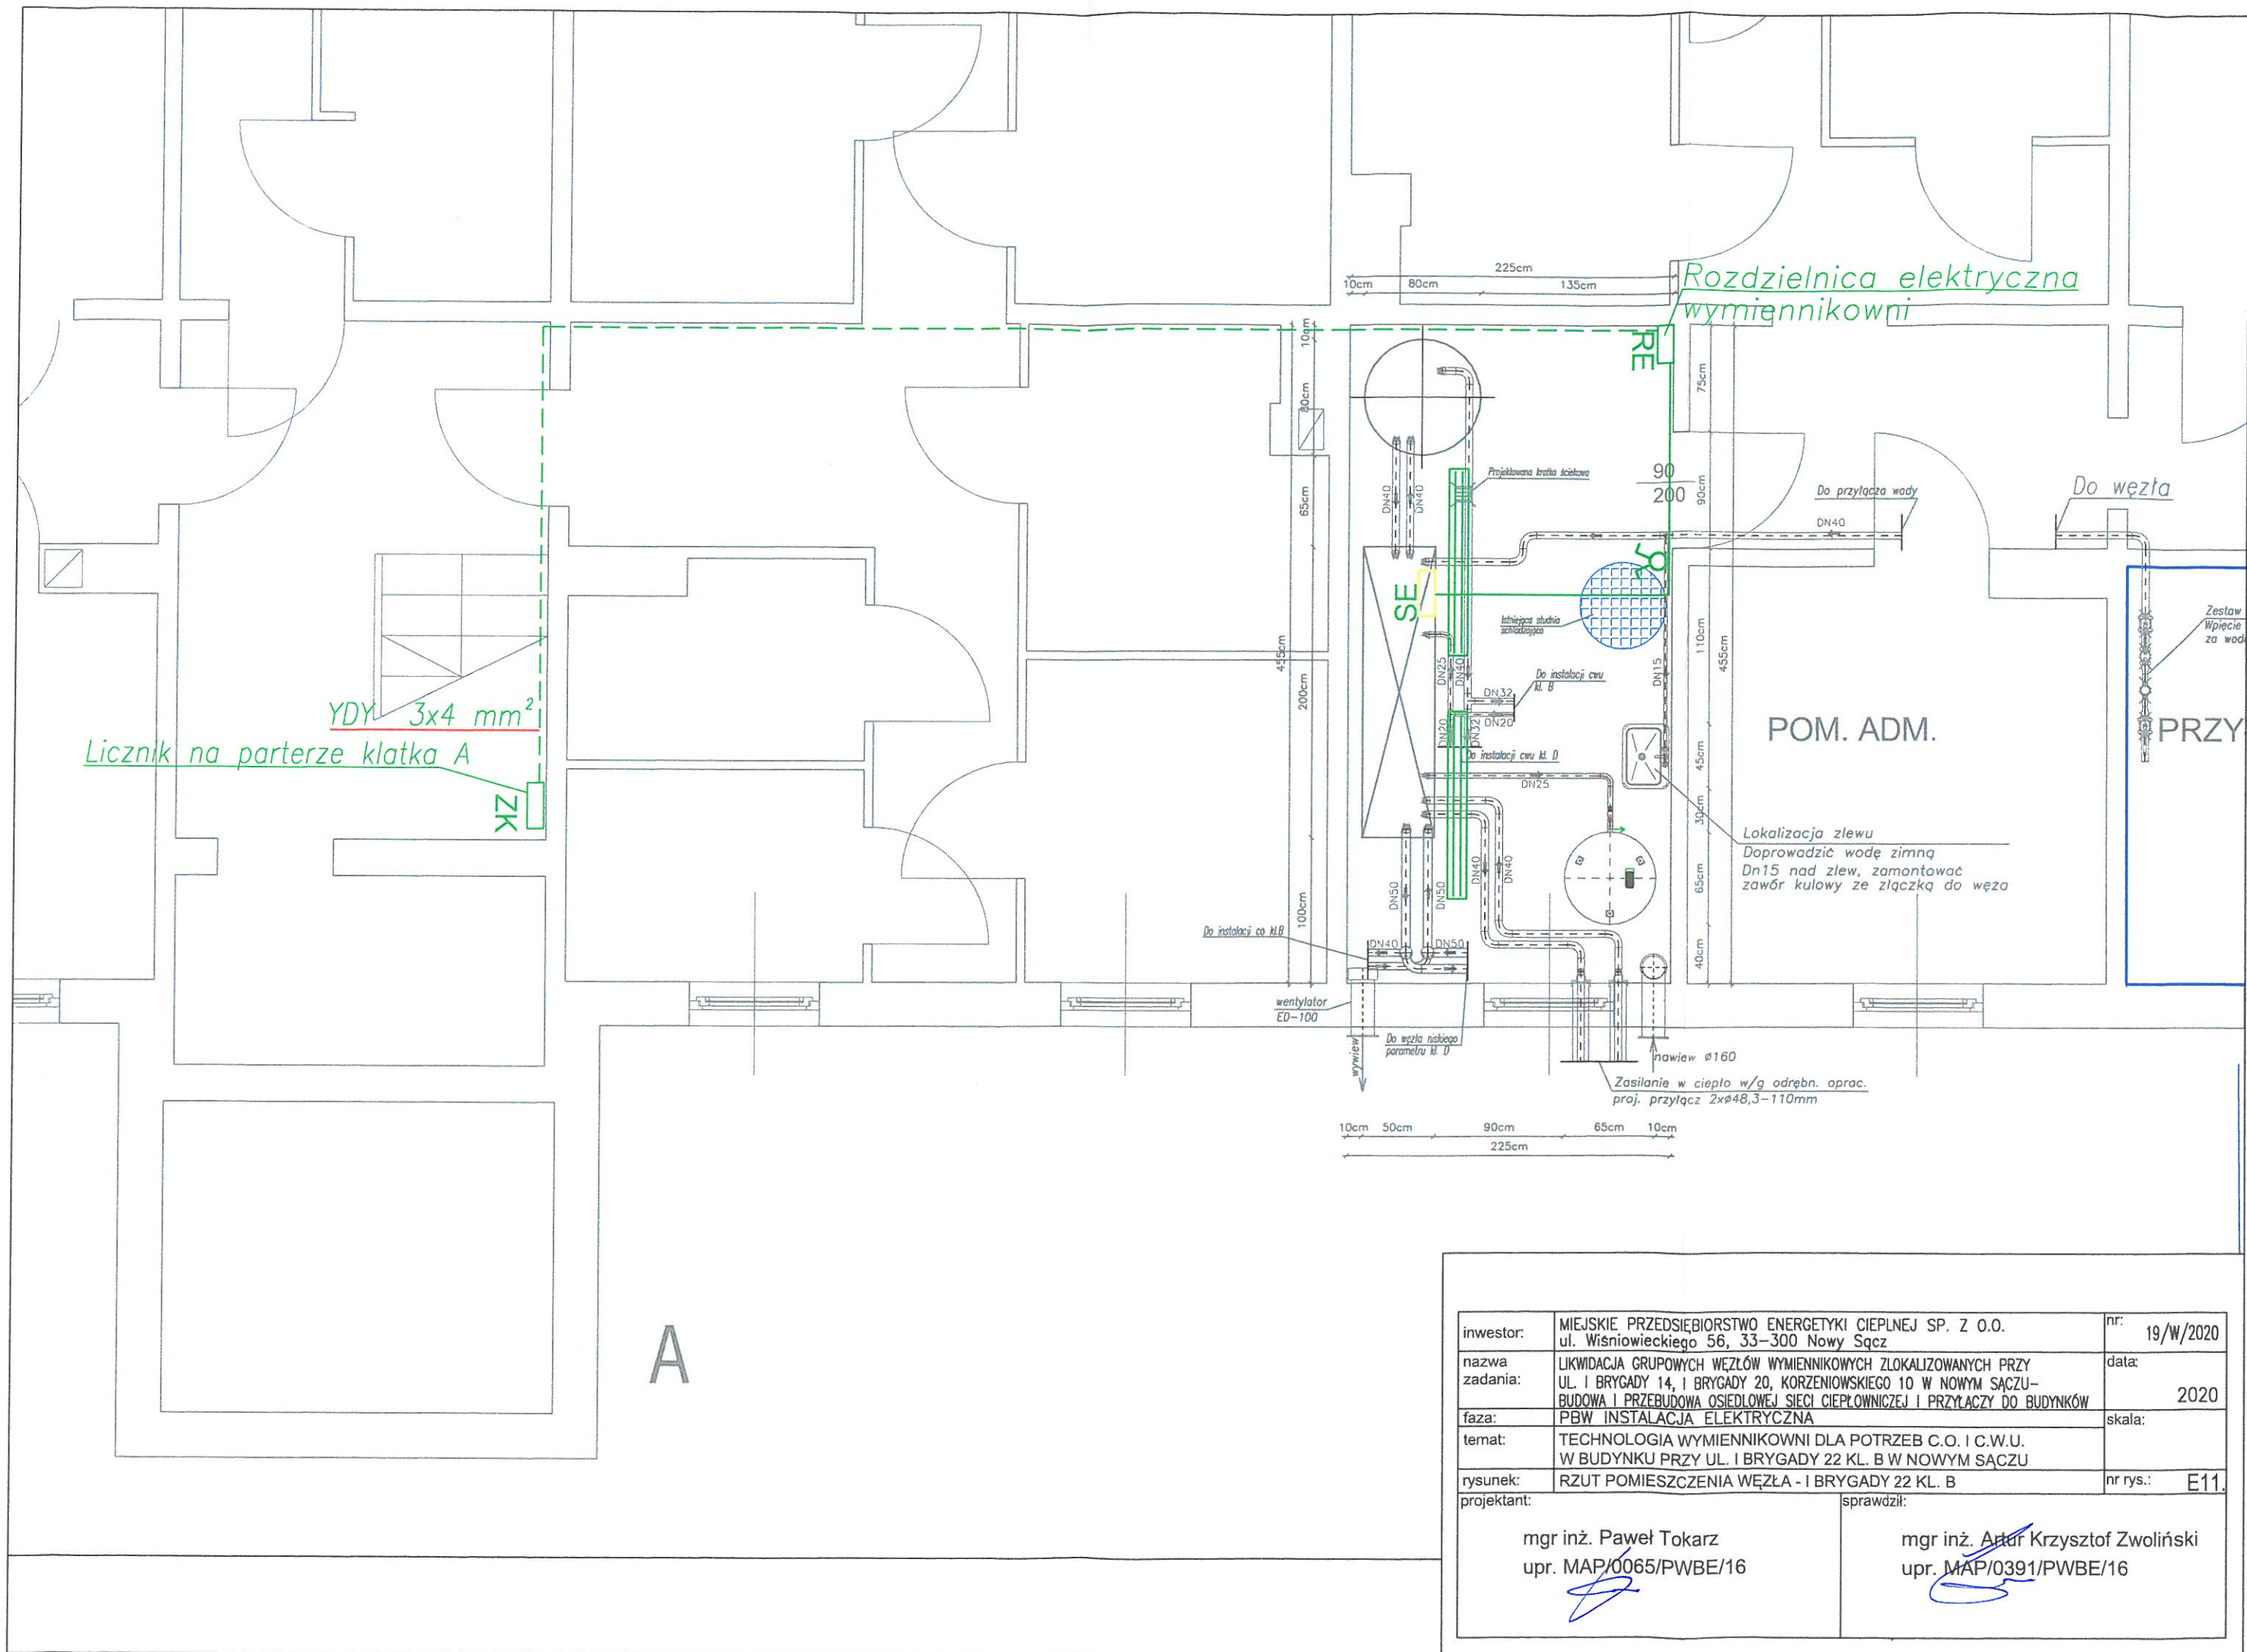 225cm
10cm
80cm
135cm
Rozdzielnica elektryczna
wymiennikowni
RE
10cm
80cm
65cm
455cm
200cm
100cm
75cm
90
200
90cm
110cm
455cm
45cm
30cm
65cm
40cm
DN40
DN40
Projektowana kratka ściekowa
Do przyłącza wody
DN40
Do węzła
Zestaw
Wpięcie
za wod
SE
Istniejąca studnia
schładzająca
DN25
DN40
DN15
Do instalacji cwu
kl. B
DN32
DN20
DN20
DN32
Do instalacji cwu kl. D
DN25
POM. ADM.
PRZY
YDY 3x4 mm²
Licznik na parterze klatka A
ZK
Lokalizacja zlewu
Doprowadzić wodę zimną
Dn15 nad zlew, zamontować
zawór kulowy ze złączką do węża
DN50
DN50
DN40
DN40
Do instalacji co kl.B
DN40
DN50
wentylator
ED-100
wywiew
Do węzła niskiego
parametru kl. D
nawiew ø160
Zasilanie w ciepło w/g odrębn. oprac.
proj. przyłącz 2xø48,3-110mm
10cm
50cm
90cm
65cm
10cm
225cm
A
inwestor:
MIEJSKIE PRZEDSIĘBIORSTWO ENERGETYKI CIEPLNEJ SP. Z O.O.
ul. Wiśniowieckiego 56, 33-300 Nowy Sącz
nr:
19/W/2020
nazwa
zadania:
LIKWIDACJA GRUPOWYCH WĘZŁÓW WYMIENNIKOWYCH ZLOKALIZOWANYCH PRZY
UL. I BRYGADY 14, I BRYGADY 20, KORZENIOWSKIEGO 10 W NOWYM SĄCZU-
BUDOWA I PRZEBUDOWA OSIEDLOWEJ SIECI CIEPŁOWNICZEJ I PRZYŁĄCZY DO BUDYNKÓW
data:
2020
faza:
PBW INSTALACJA ELEKTRYCZNA
skala:
temat:
TECHNOLOGIA WYMIENNIKOWNI DLA POTRZEB C.O. I C.W.U.
W BUDYNKU PRZY UL. I BRYGADY 22 KL. B W NOWYM SĄCZU
rysunek:
RZUT POMIESZCZENIA WĘZŁA - I BRYGADY 22 KL. B
nr rys.:
E11.
projektant:
mgr inż. Paweł Tokarz
upr. MAP/0065/PWBE/16
sprawdził:
mgr inż. Artur Krzysztof Zwoliński
upr. MAP/0391/PWBE/16